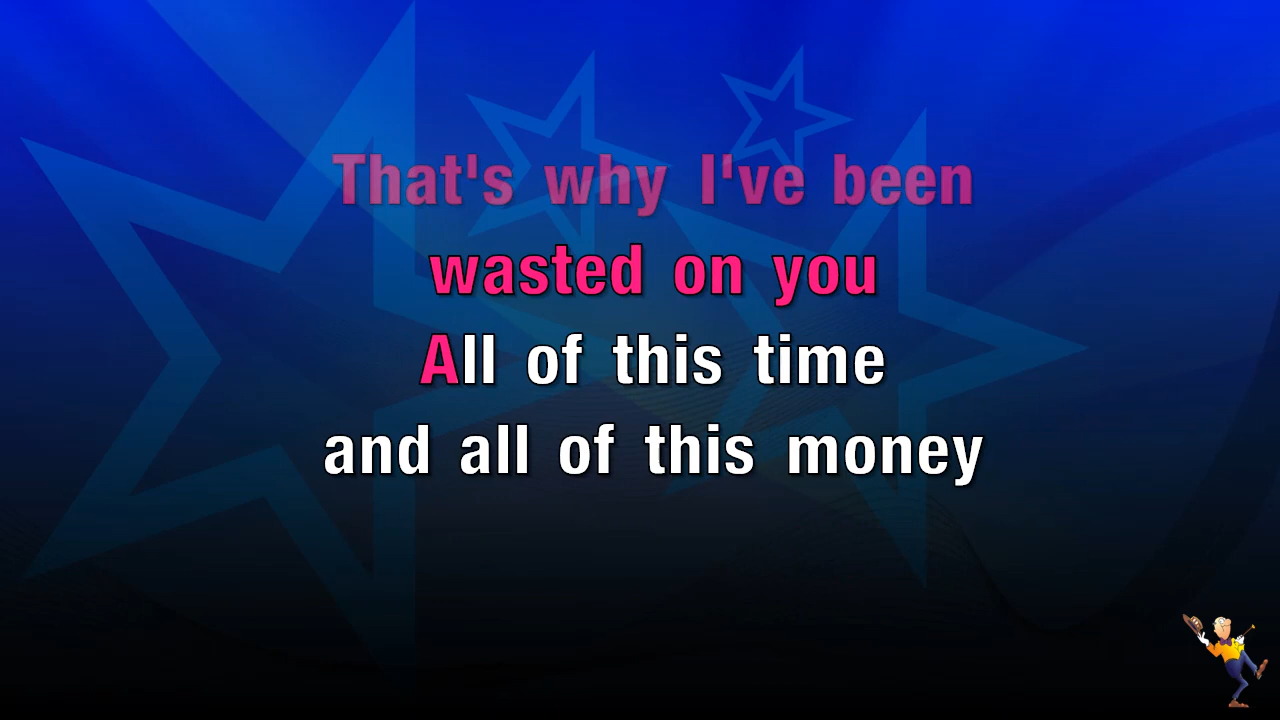 That's why I've been
wasted on you
All of this time
and all of this money